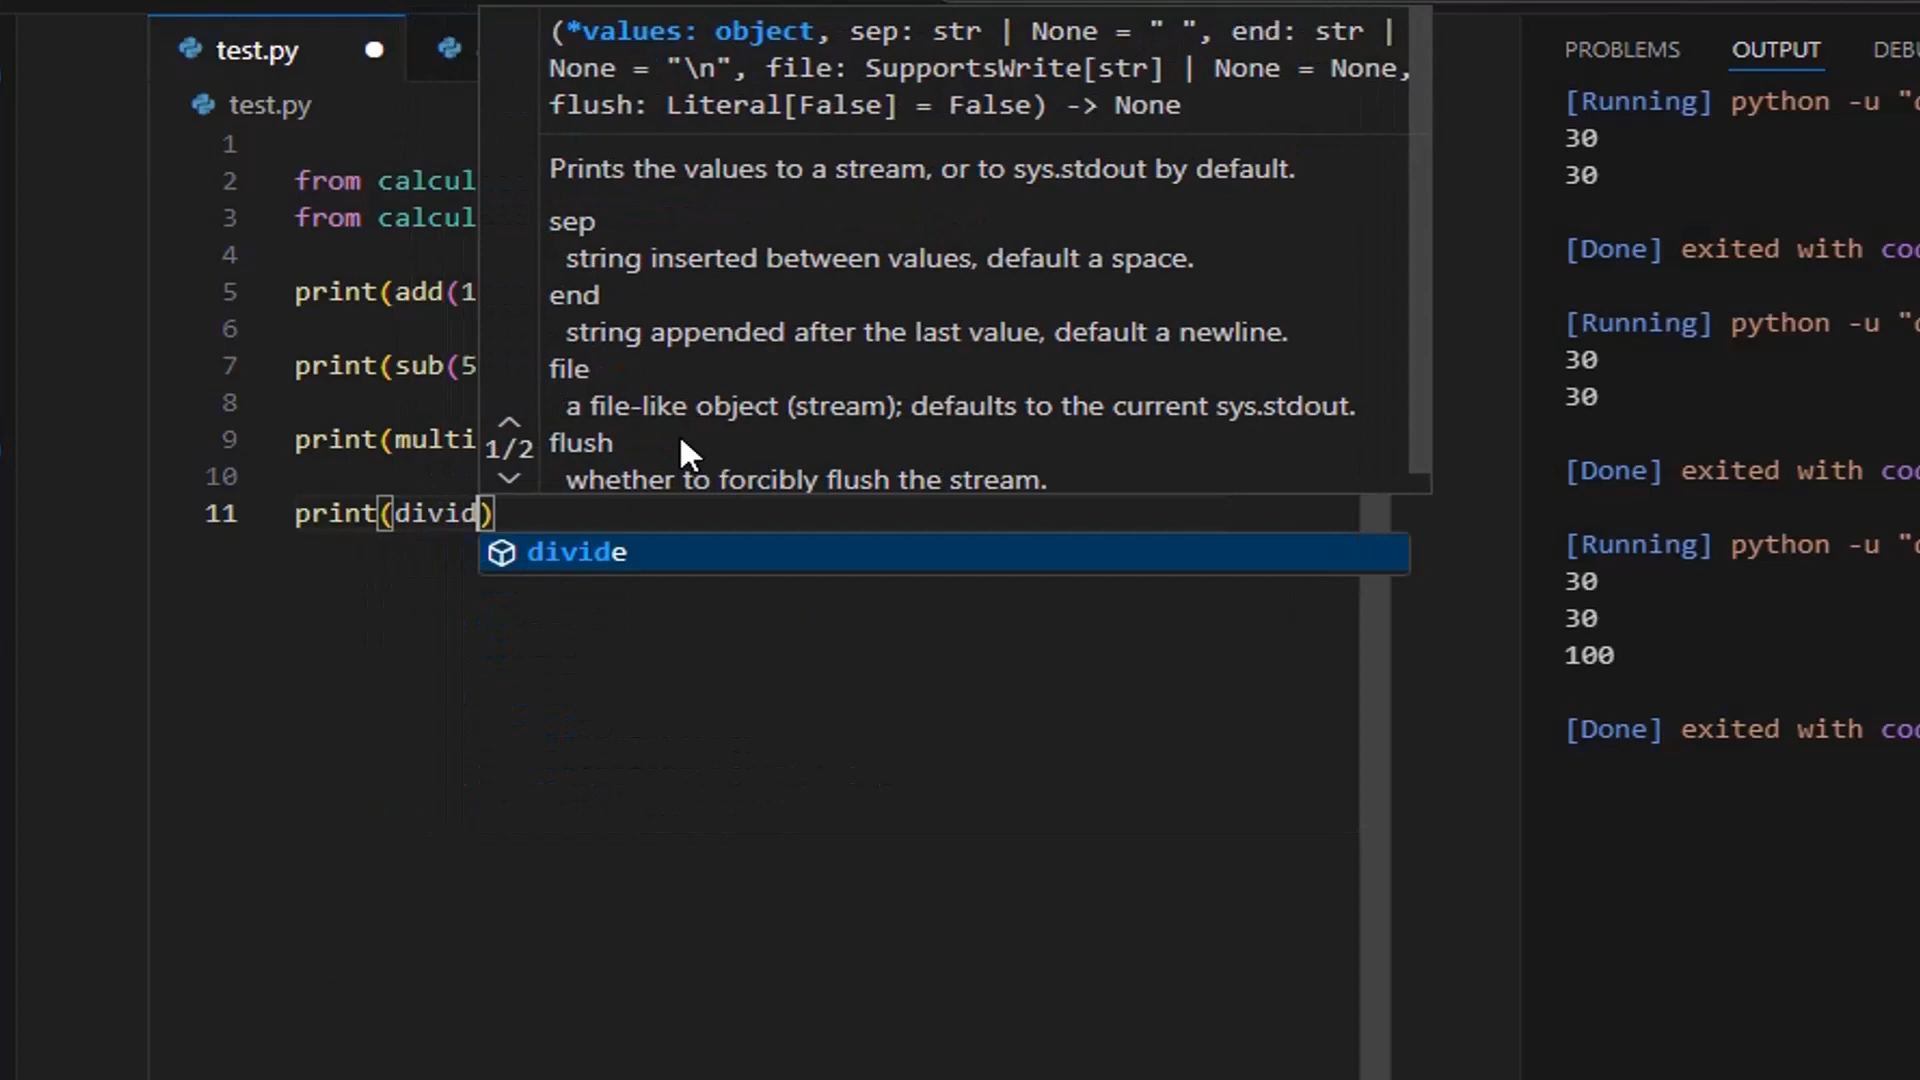 test.py
test.py
1
2 from calcul
3 from calcul
4
5 print(add(1
6
7 print(sub(5
8
9 print(multi
10
11 print(divid)
(*values: object, sep: str | None = " ", end: str |
None = "\n", file: SupportsWrite[str] | None = None,
flush: Literal[False] = False) -> None
Prints the values to a stream, or to sys.stdout by default.
sep
string inserted between values, default a space.
end
string appended after the last value, default a newline.
file
a file-like object (stream); defaults to the current sys.stdout.
flush
whether to forcibly flush the stream.
1/2
divide
PROBLEMS OUTPUT DEBU
[Running] python -u "
30
30
[Done] exited with co
[Running] python -u "
30
30
[Done] exited with co
[Running] python -u "
30
30
100
[Done] exited with co